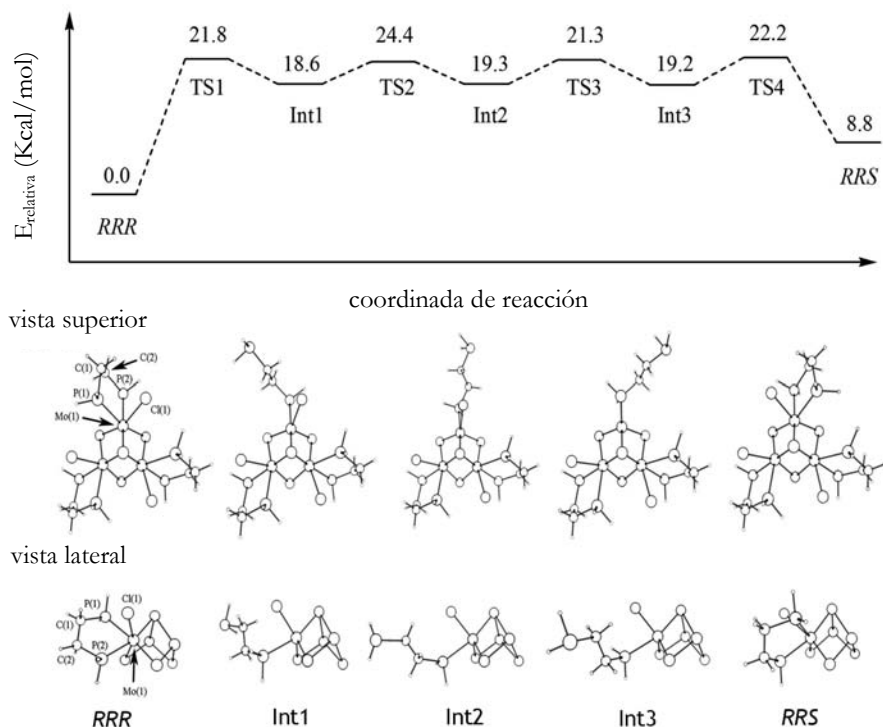 E relativa (Kcal/mol)
21.8 24.4 21.3 22.2
18.6 19.3 19.2
TS1 TS2 TS3 TS4
Int1 Int2 Int3
8.8
0.0
RRS
RRR
coordinada de reacción
vista superior
C(1) C(2)
P(1) P(2)
Cl(1)
Mo(1)
vista lateral
P(1) Cl(1)
C(1)
C(2) P(2)
Mo(1)
RRR Int1 Int2 Int3 RRS